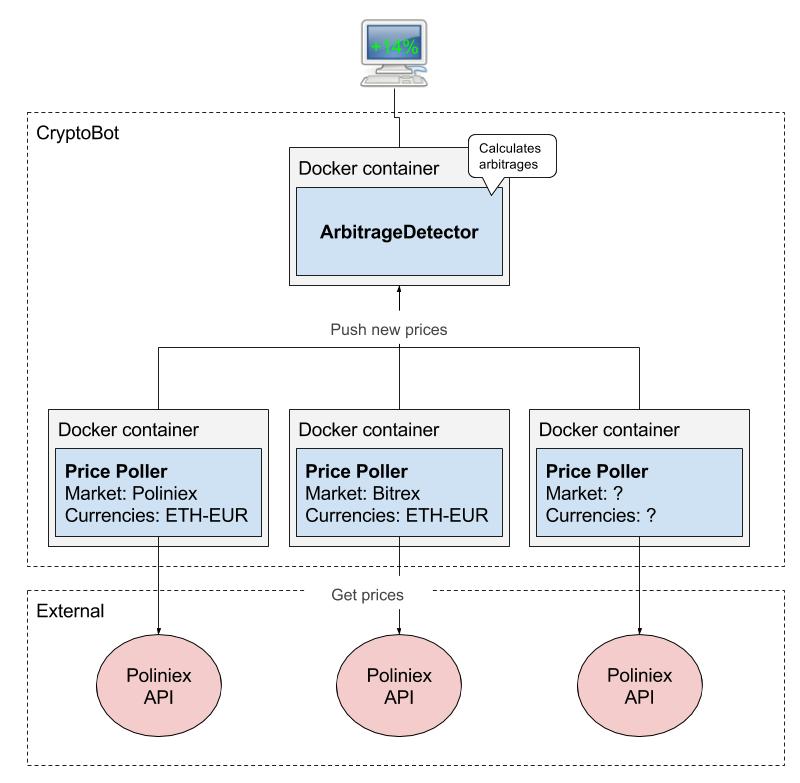 +14%
CryptoBot
Calculates
arbitrages
Docker container
ArbitrageDetector
Push new prices
Docker container
Price Poller
Market: Poliniex
Currencies: ETH-EUR
Docker container
Price Poller
Market: Bitrex
Currencies: ETH-EUR
Docker container
Price Poller
Market: ?
Currencies: ?
Get prices
External
Poliniex
API
Poliniex
API
Poliniex
API